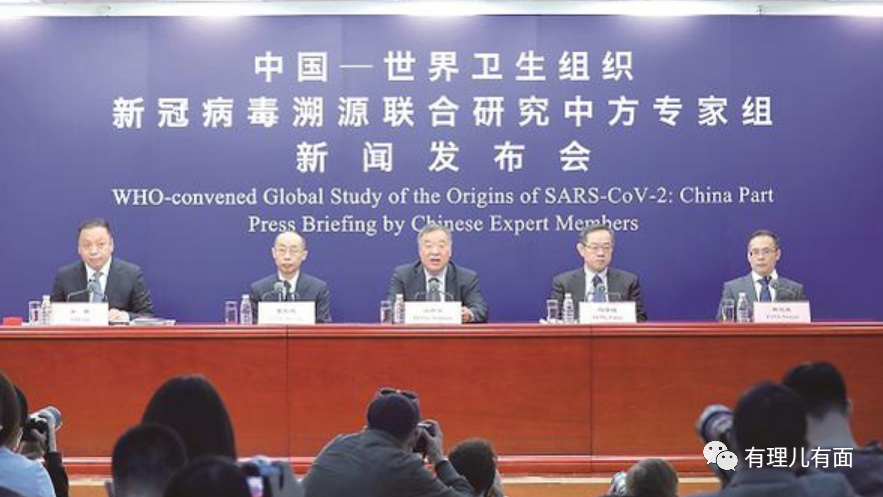 中国—世界卫生组织
新冠病毒溯源联合研究中方专家组
新闻发布会
WHO-convened Global Study of the Origins of SARS-CoV-2: China Part
Press Briefing by Chinese Expert Members
有理儿有面